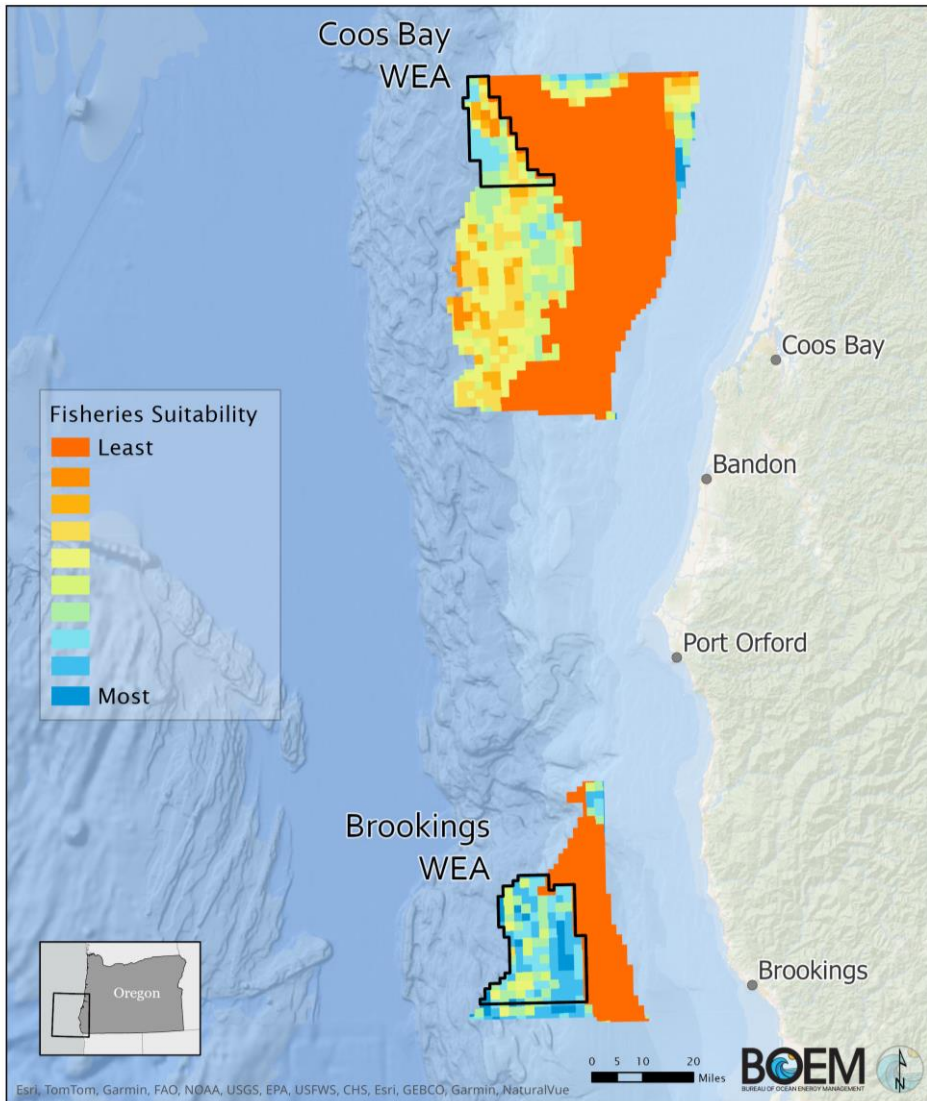 Coos Bay
WEA
Coos Bay
Fisheries Suitability
Least
Most
Bandon
Port Orford
Brookings
WEA
Brookings
Oregon
0 5 10 20
Miles
BOEM
BUREAU OF OCEAN ENERGY MANAGEMENT
N
Esri, TomTom, Garmin, FAO, NOAA, USGS, EPA, USFWS, CHS, Esri, GEBCO, Garmin, NaturalVue